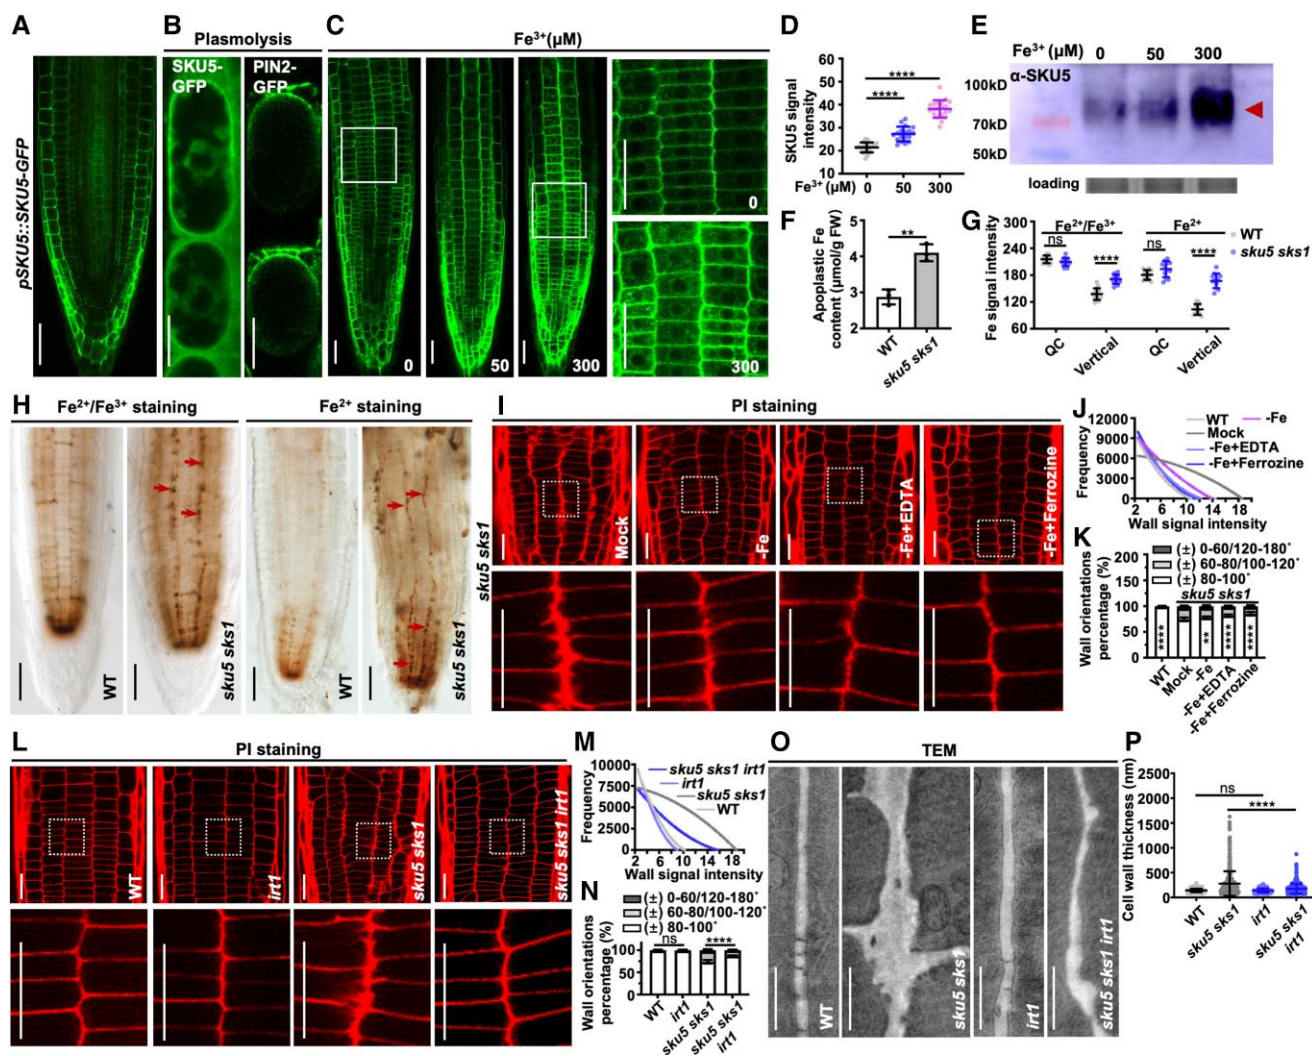 A
pSKU5::SKU5-GFP
B
Plasmolysis
SKU5-
GFP
PIN2-
GFP
C
Fe³⁺(µM)
0
50
300
0
300
D
SKU5 signal
intensity
60
50
40
30
20
10
****
****
Fe³⁺ (µM)
0
50
300
E
Fe³⁺ (µM)
0
50
300
α-SKU5
100kD
70kD
50kD
loading
F
Apoplastic Fe
content (µmol/g FW)
5
4
3
2
**
WT
sku5 sks1
G
Fe signal intensity
300
240
180
120
60
Fe²⁺/Fe³⁺
Fe²⁺
ns
****
ns
****
WT
sku5 sks1
QC
Vertical
QC
Vertical
H
Fe²⁺/Fe³⁺ staining
Fe²⁺ staining
WT
sku5 sks1
WT
sku5 sks1
I
PI staining
sku5 sks1
Mock
-Fe
-Fe+EDTA
-Fe+Ferrozine
J
Frequency
12000
9000
6000
3000
0
WT
-Fe
Mock
-Fe+EDTA
-Fe+Ferrozine
2
6
10
14
18
Wall signal intensity
K
Wall orientations
percentage (%)
200
150
100
50
0
(±) 0-60/120-180°
(±) 60-80/100-120°
(±) 80-100°
sku5 sks1
****
**
****
****
WT
Mock
-Fe
-Fe+EDTA
-Fe+Ferrozine
L
PI staining
WT
irt1
sku5 sks1
sku5 sks1 irt1
M
Frequency
10000
5000
0
sku5 sks1 irt1
irt1
sku5 sks1
WT
2
6
10
14
18
Wall signal intensity
N
(±) 0-60/120-180°
(±) 60-80/100-120°
(±) 80-100°
Wall orientations
percentage (%)
100
50
0
ns
****
WT
irt1
sku5 sks1
sku5 sks1
irt1
O
TEM
WT
sku5 sks1
irt1
sku5 sks1 irt1
P
Cell wall thickness (nm)
2500
2000
1500
1000
500
0
ns
****
WT
sku5 sks1
irt1
sku5 sks1
irt1